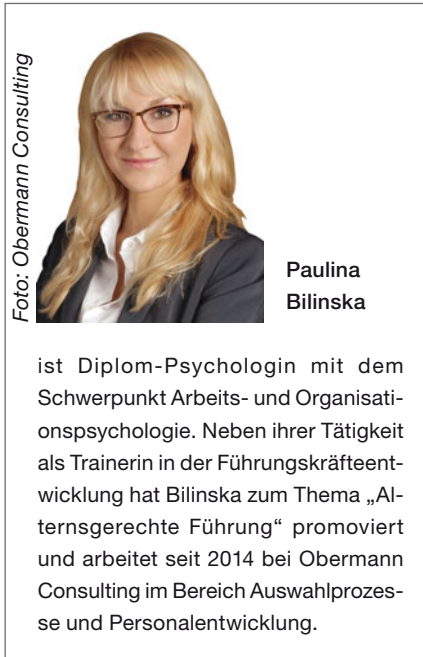 Foto: Obermann Consulting
Paulina
Bilinska
ist Diplom-Psychologin mit dem
Schwerpunkt Arbeits- und Organisati-
onspsychologie. Neben ihrer Tätigkeit
als Trainerin in der Führungskräfteent-
wicklung hat Bilinska zum Thema „Al-
ternsgerechte Führung“ promoviert
und arbeitet seit 2014 bei Obermann
Consulting im Bereich Auswahlprozes-
se und Personalentwicklung.